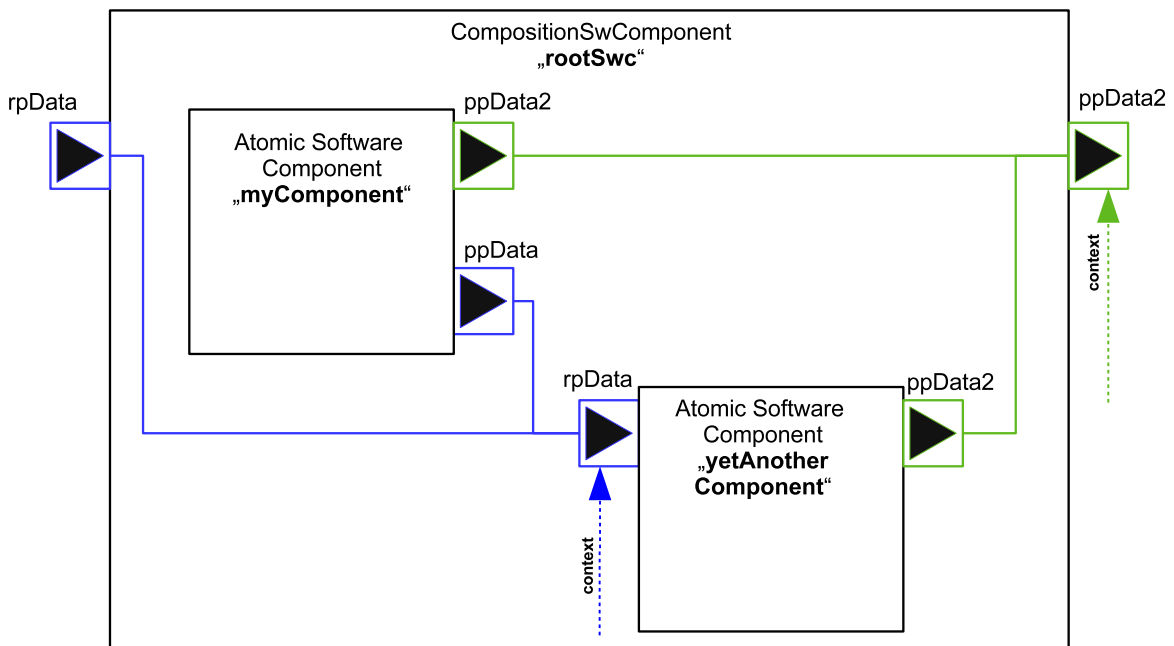 CompositionSwComponent
„rootSwc“
rpData
ppData2
ppData2
Atomic Software
Component
„myComponent“
ppData
context
rpData
ppData2
Atomic Software
Component
„yetAnother
Component“
context